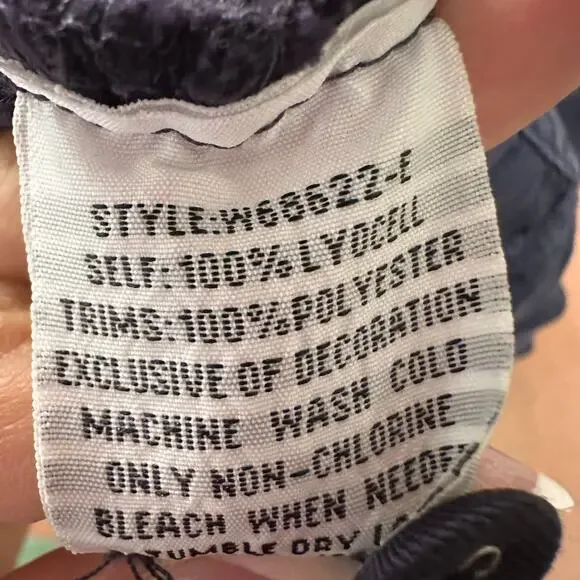 STYLE:W68622-E
SELF:100%LYOCELL
TRIMS:100%POLYESTER
EXCLUSIVE OF DECORATION
MACHINE WASH COLD
ONLY NON-CHLORINE
BLEACH WHEN NEEDED
TUMBLE DRY